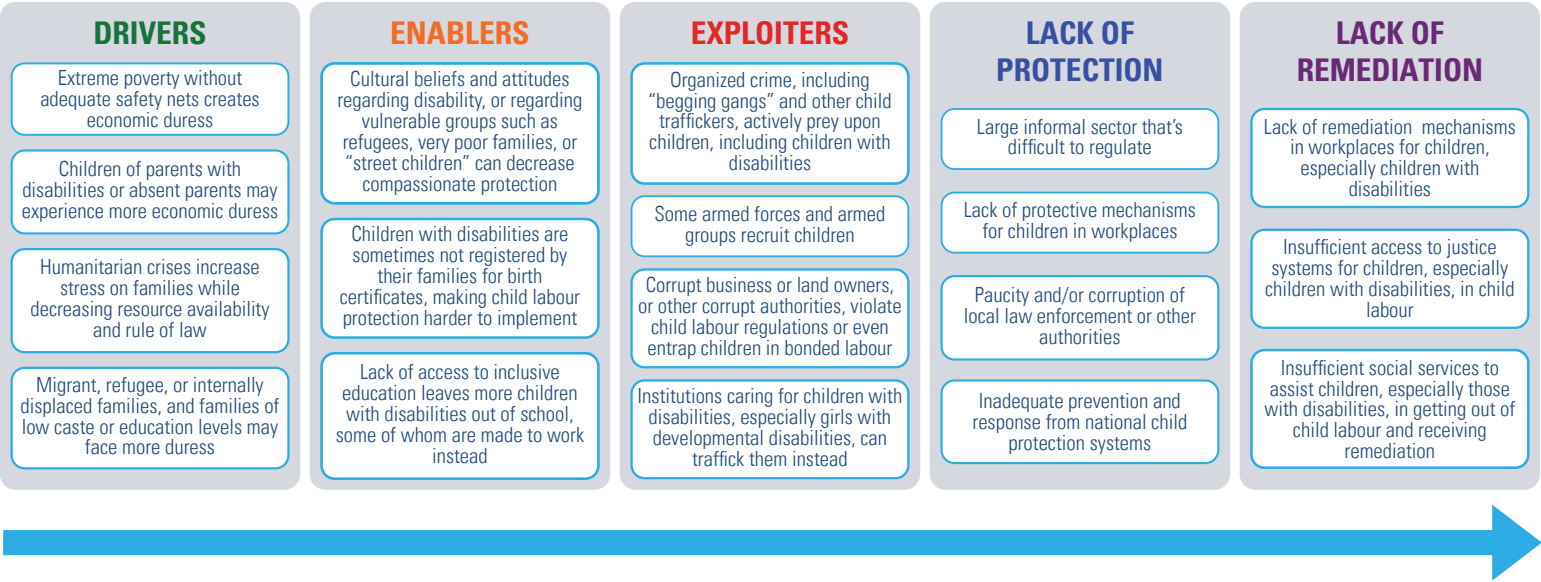 DRIVERS
Extreme poverty without
adequate safety nets creates
economic duress
Children of parents with
disabilities or absent parents may
experience more economic duress
Humanitarian crises increase
stress on families while
decreasing resource availability
and rule of law
Migrant, refugee, or internally
displaced families, and families of
low caste or education levels may
face more duress
ENABLERS
Cultural beliefs and attitudes
regarding disability, or regarding
vulnerable groups such as
refugees, very poor families, or
“street children” can decrease
compassionate protection
Children with disabilities are
sometimes not registered by
their families for birth
certificates, making child labour
protection harder to implement
Lack of access to inclusive
education leaves more children
with disabilities out of school,
some of whom are made to work
instead
EXPLOITERS
Organized crime, including
“begging gangs” and other child
traffickers, actively prey upon
children, including children with
disabilities
Some armed forces and armed
groups recruit children
Corrupt business or land owners,
or other corrupt authorities, violate
child labour regulations or even
entrap children in bonded labour
Institutions caring for children with
disabilities, especially girls with
developmental disabilities, can
traffick them instead
LACK OF
PROTECTION
Large informal sector that’s
difficult to regulate
Lack of protective mechanisms
for children in workplaces
Paucity and/or corruption of
local law enforcement or other
authorities
Inadequate prevention and
response from national child
protection systems
LACK OF
REMEDIATION
Lack of remediation mechanisms
in workplaces for children,
especially children with
disabilities
Insufficient access to justice
systems for children, especially
children with disabilities, in child
labour
Insufficient social services to
assist children, especially those
with disabilities, in getting out of
child labour and receiving
remediation